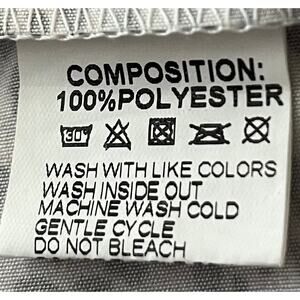 COMPOSITION:
100%POLYESTER
30°
WASH WITH LIKE COLORS
WASH INSIDE OUT
MACHINE WASH COLD
GENTLE CYCLE
DO NOT BLEACH